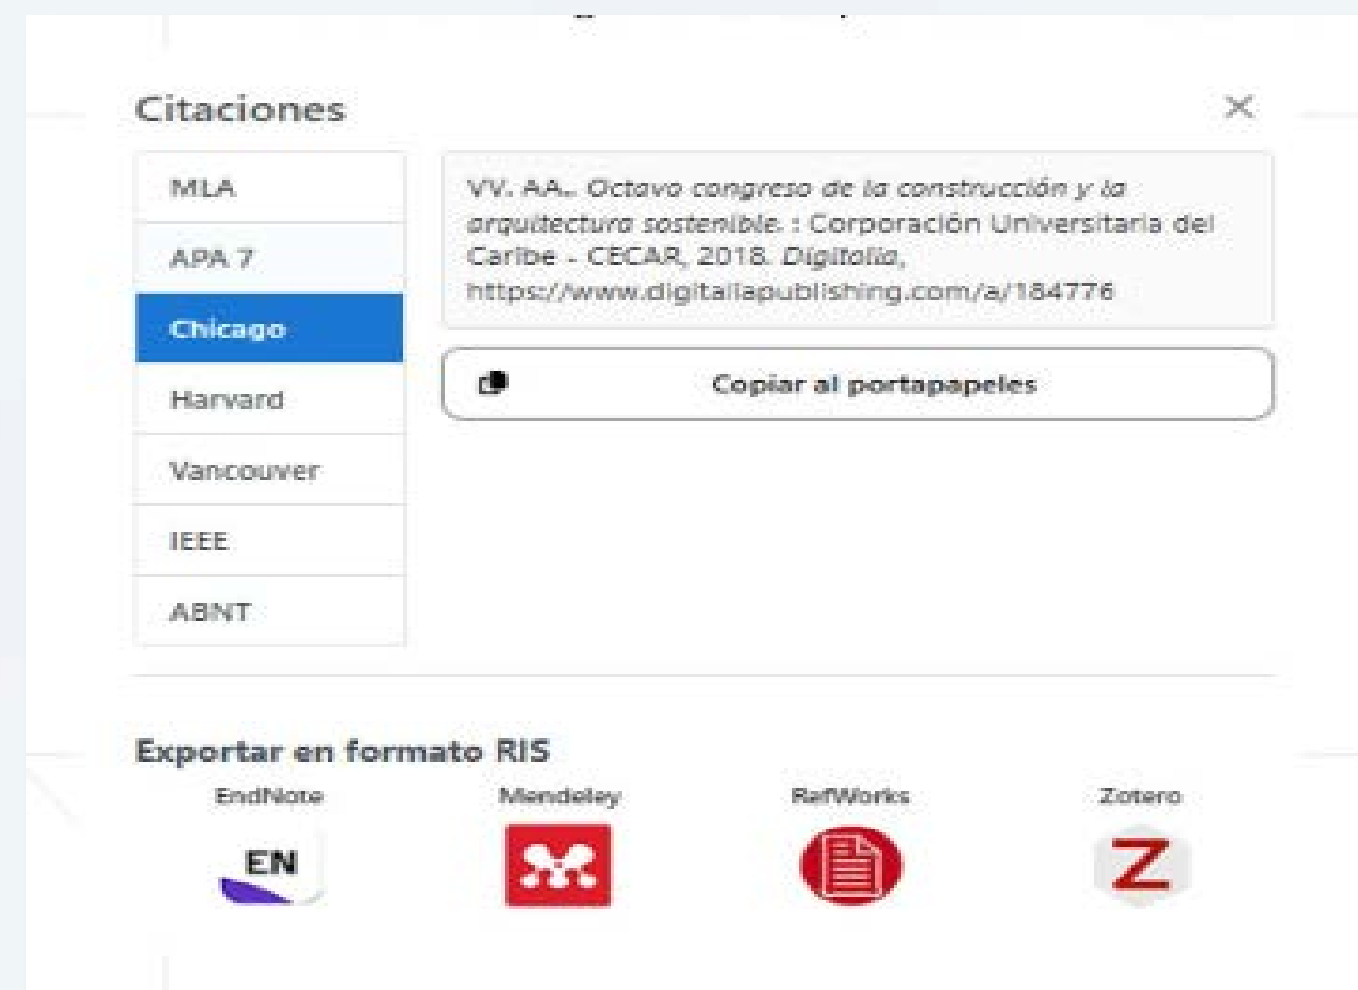 Citaciones
MLA
APA 7
Chicago
Harvard
Vancouver
IEEE
ABNT
VV. AA.. Octavo congreso de la construcción y la
arquitectura sostenible. : Corporación Universitaria del
Caribe - CECAR, 2018. Digitalia,
https://www.digitaliapublishing.com/a/184776
Copiar al portapapeles
Exportar en formato RIS
EndNote
Mendeley
RefWorks
Zotero
EN
Z